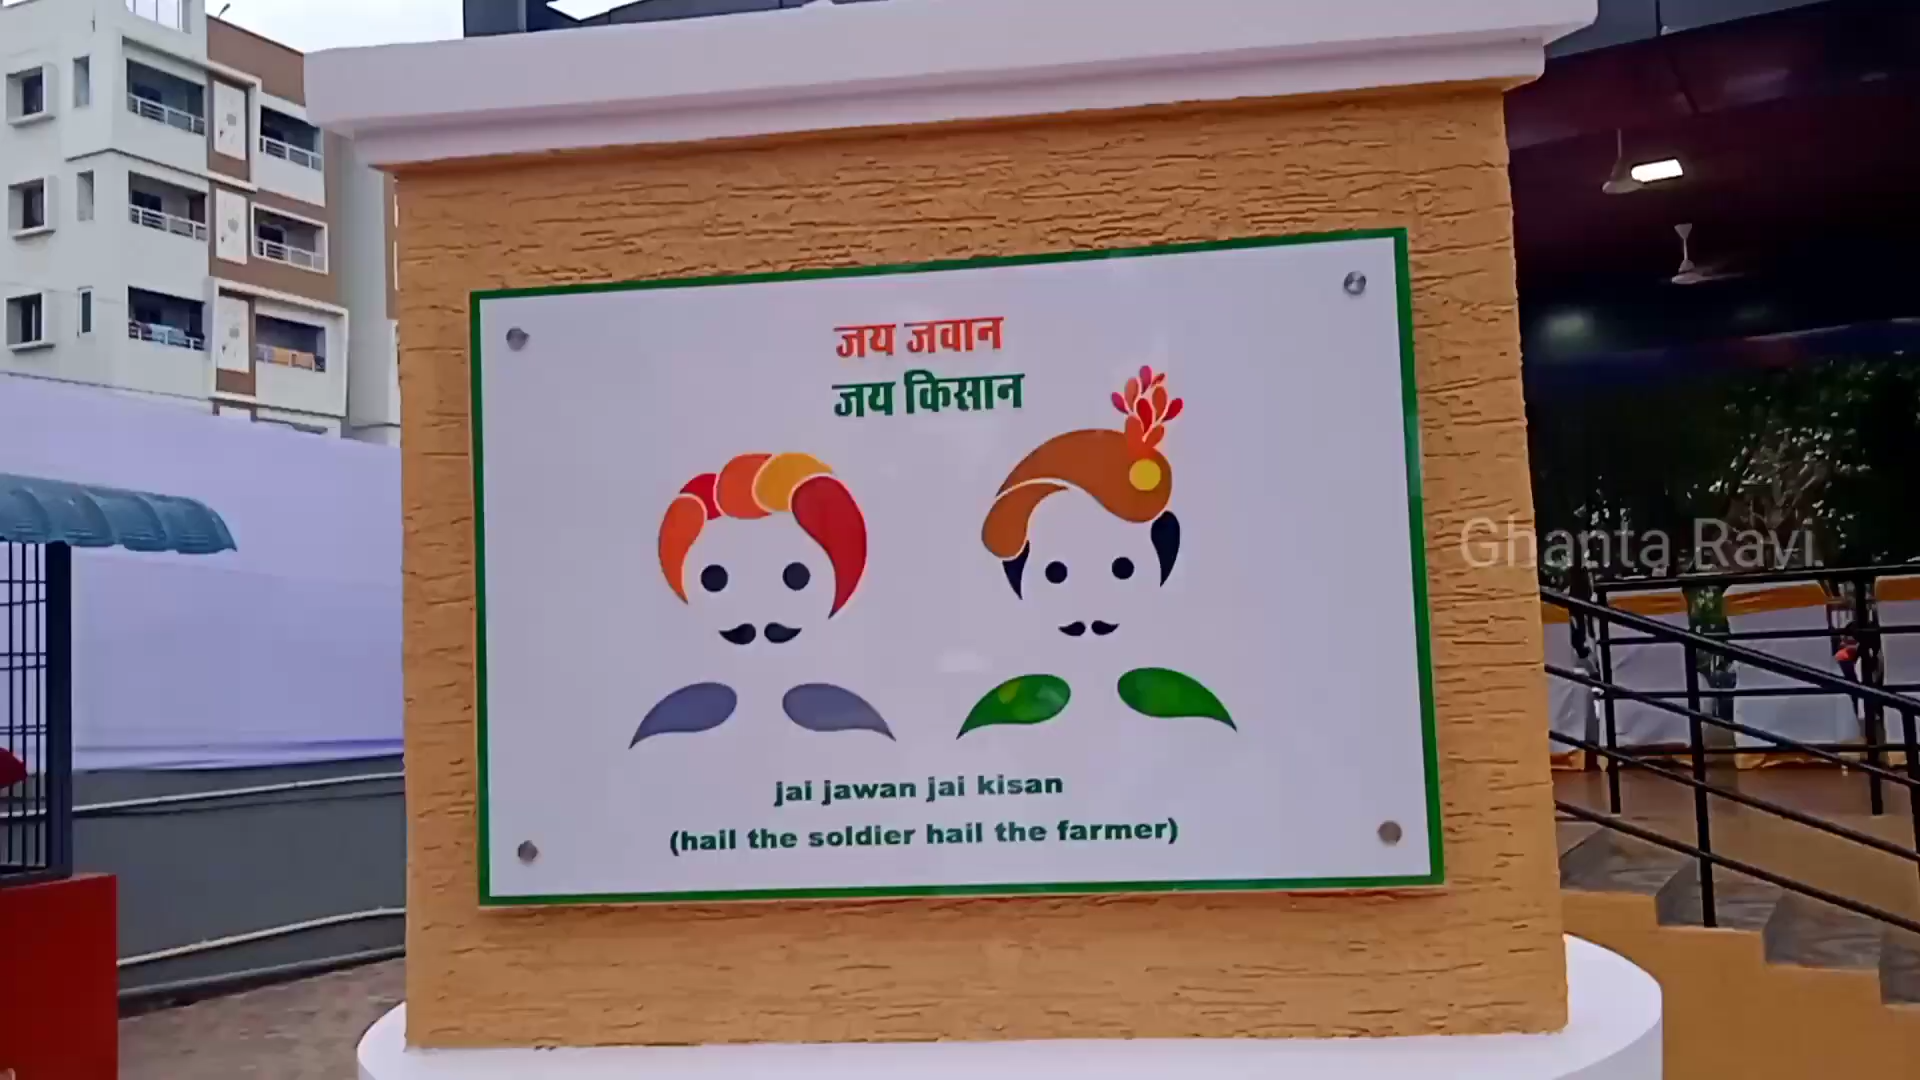 जय जवान
जय किसान
jai jawan jai kisan
(hail the soldier hail the farmer)
Ghanta Ravi